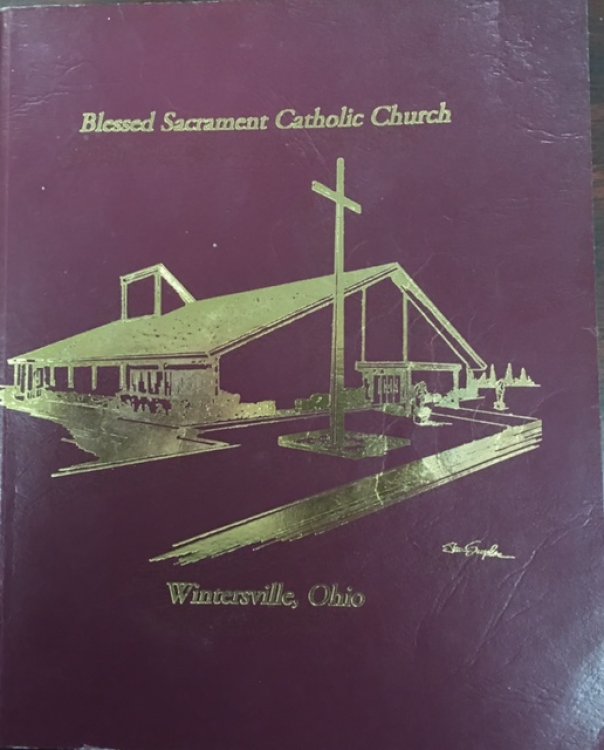 Blessed Sacrament Catholic Church
Wintersville, Ohio